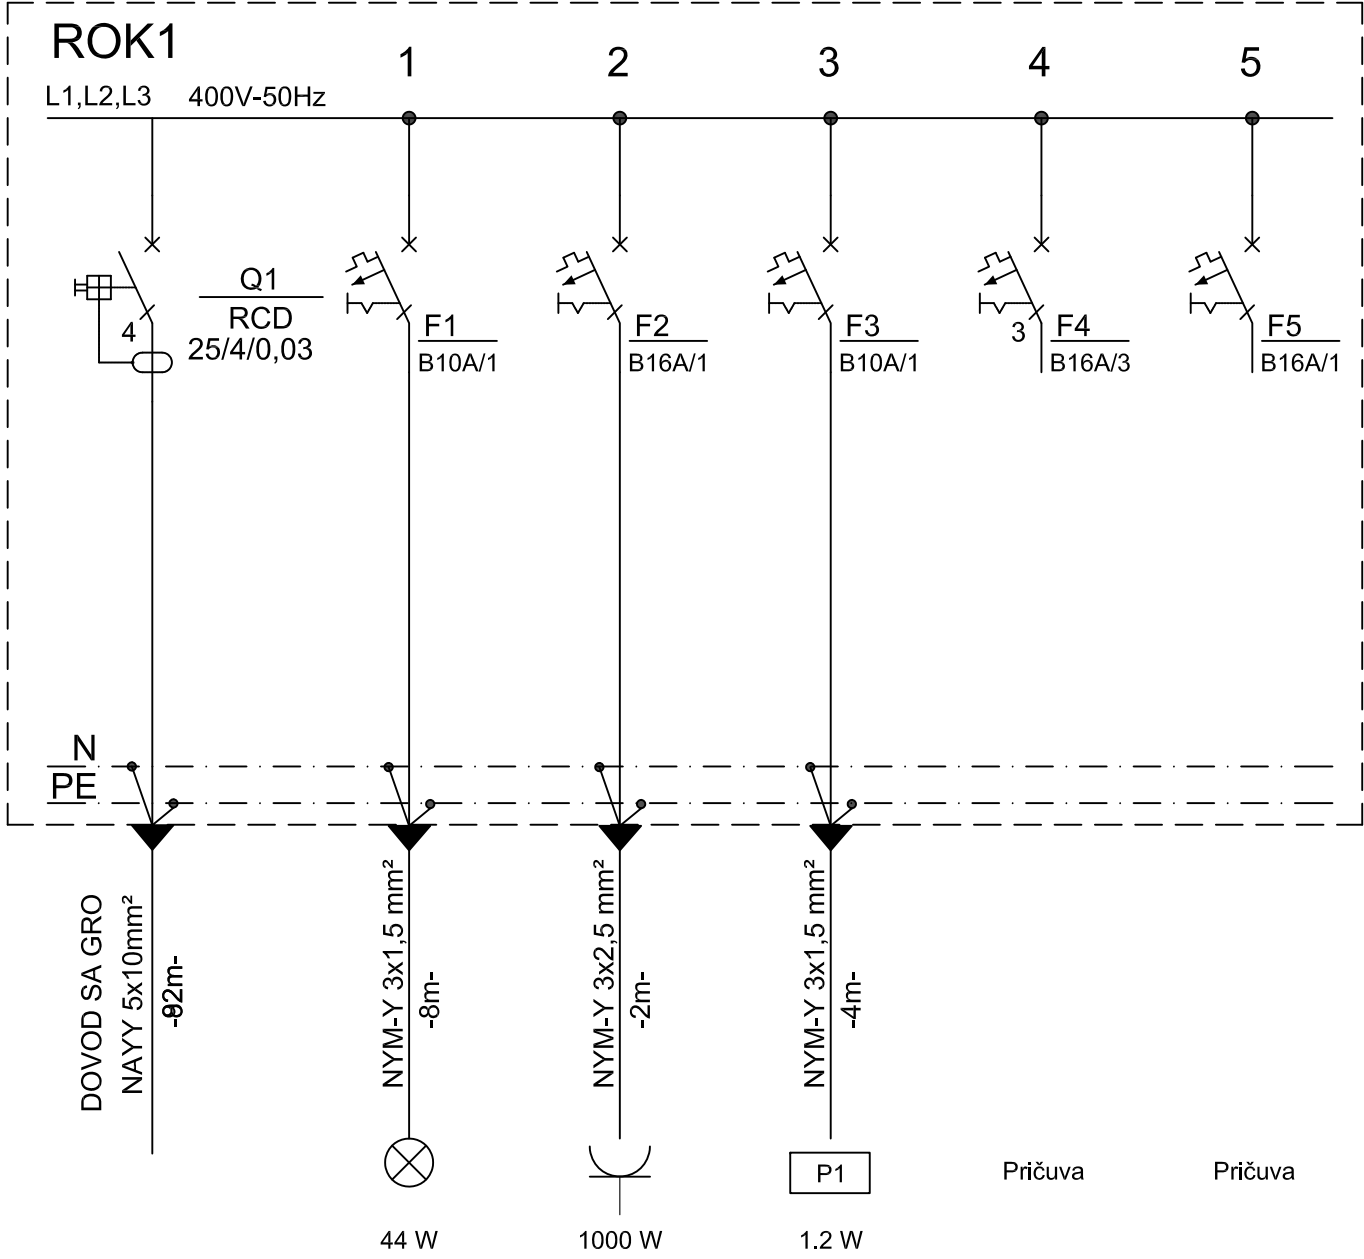 ROK1
1
2
3
4
5
L1,L2,L3
400V-50Hz
Q1
RCD
25/4/0,03
4
F1
B10A/1
F2
B16A/1
F3
B10A/1
3
F4
B16A/3
F5
B16A/1
N
PE
DOVOD SA GRO
NAYY 5x10mm²
NYM-Y 3x1,5 mm²
-8m-
NYM-Y 3x2,5 mm²
-2m-
NYM-Y 3x1,5 mm²
-4m-
P1
Pričuva
Pričuva
44 W
1000 W
1,2 W